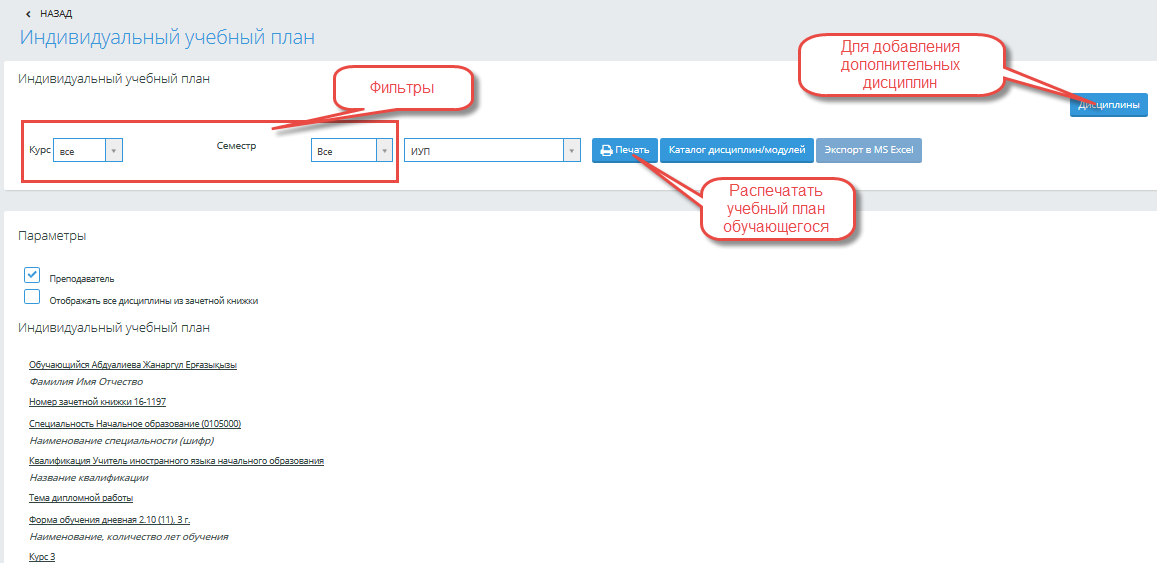 НАЗАД
Индивидуальный учебный план
Индивидуальный учебный план
Фильтры
Для добавления
дополнительных
дисциплин
Дисциплины
Курс все Семестр Все ИУП Печать Каталог дисциплин/модулей Экспорт в MS Excel
Распечатать
учебный план
обучающегося
Параметры
Преподаватель
Отображать все дисциплины из зачетной книжки
Индивидуальный учебный план
Обучающийся Абдуалиева Жанаргул Ерғазықызы
Фамилия Имя Отчество
Номер зачетной книжки 16-1197
Специальность Начальное образование (0105000)
Наименование специальности (шифр)
Квалификация Учитель иностранного языка начального образования
Название квалификации
Тема дипломной работы
Форма обучения дневная 2.10 (11), 3 г.
Наименование, количество лет обучения
Курс 3